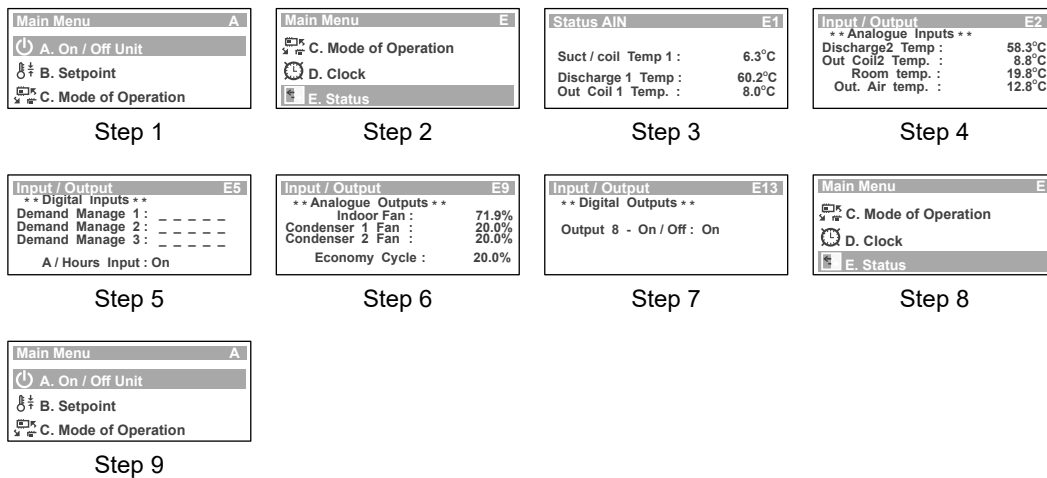 Main Menu A
A. On / Off Unit
B. Setpoint
C. Mode of Operation
Step 1
Main Menu E
C. Mode of Operation
D. Clock
E. Status
Step 2
Status AIN E1
Suct / coil Temp 1 : 6.3°C
Discharge 1 Temp : 60.2°C
Out Coil 1 Temp. : 8.0°C
Step 3
Input / Output E2
* * Analogue Inputs * *
Discharge2 Temp : 58.3°C
Out Coil2 Temp. : 8.8°C
Room temp. : 19.8°C
Out. Air temp. : 12.8°C
Step 4
Input / Output E5
* * Digital Inputs * *
Demand Manage 1 : _ _ _ _ _
Demand Manage 2 : _ _ _ _ _
Demand Manage 3 : _ _ _ _ _
A / Hours Input : On
Step 5
Input / Output E9
* * Analogue Outputs * *
Indoor Fan : 71.9%
Condenser 1 Fan : 20.0%
Condenser 2 Fan : 20.0%
Economy Cycle : 20.0%
Step 6
Input / Output E13
* * Digital Outputs * *
Output 8 - On / Off : On
Step 7
Main Menu E
C. Mode of Operation
D. Clock
E. Status
Step 8
Main Menu A
A. On / Off Unit
B. Setpoint
C. Mode of Operation
Step 9